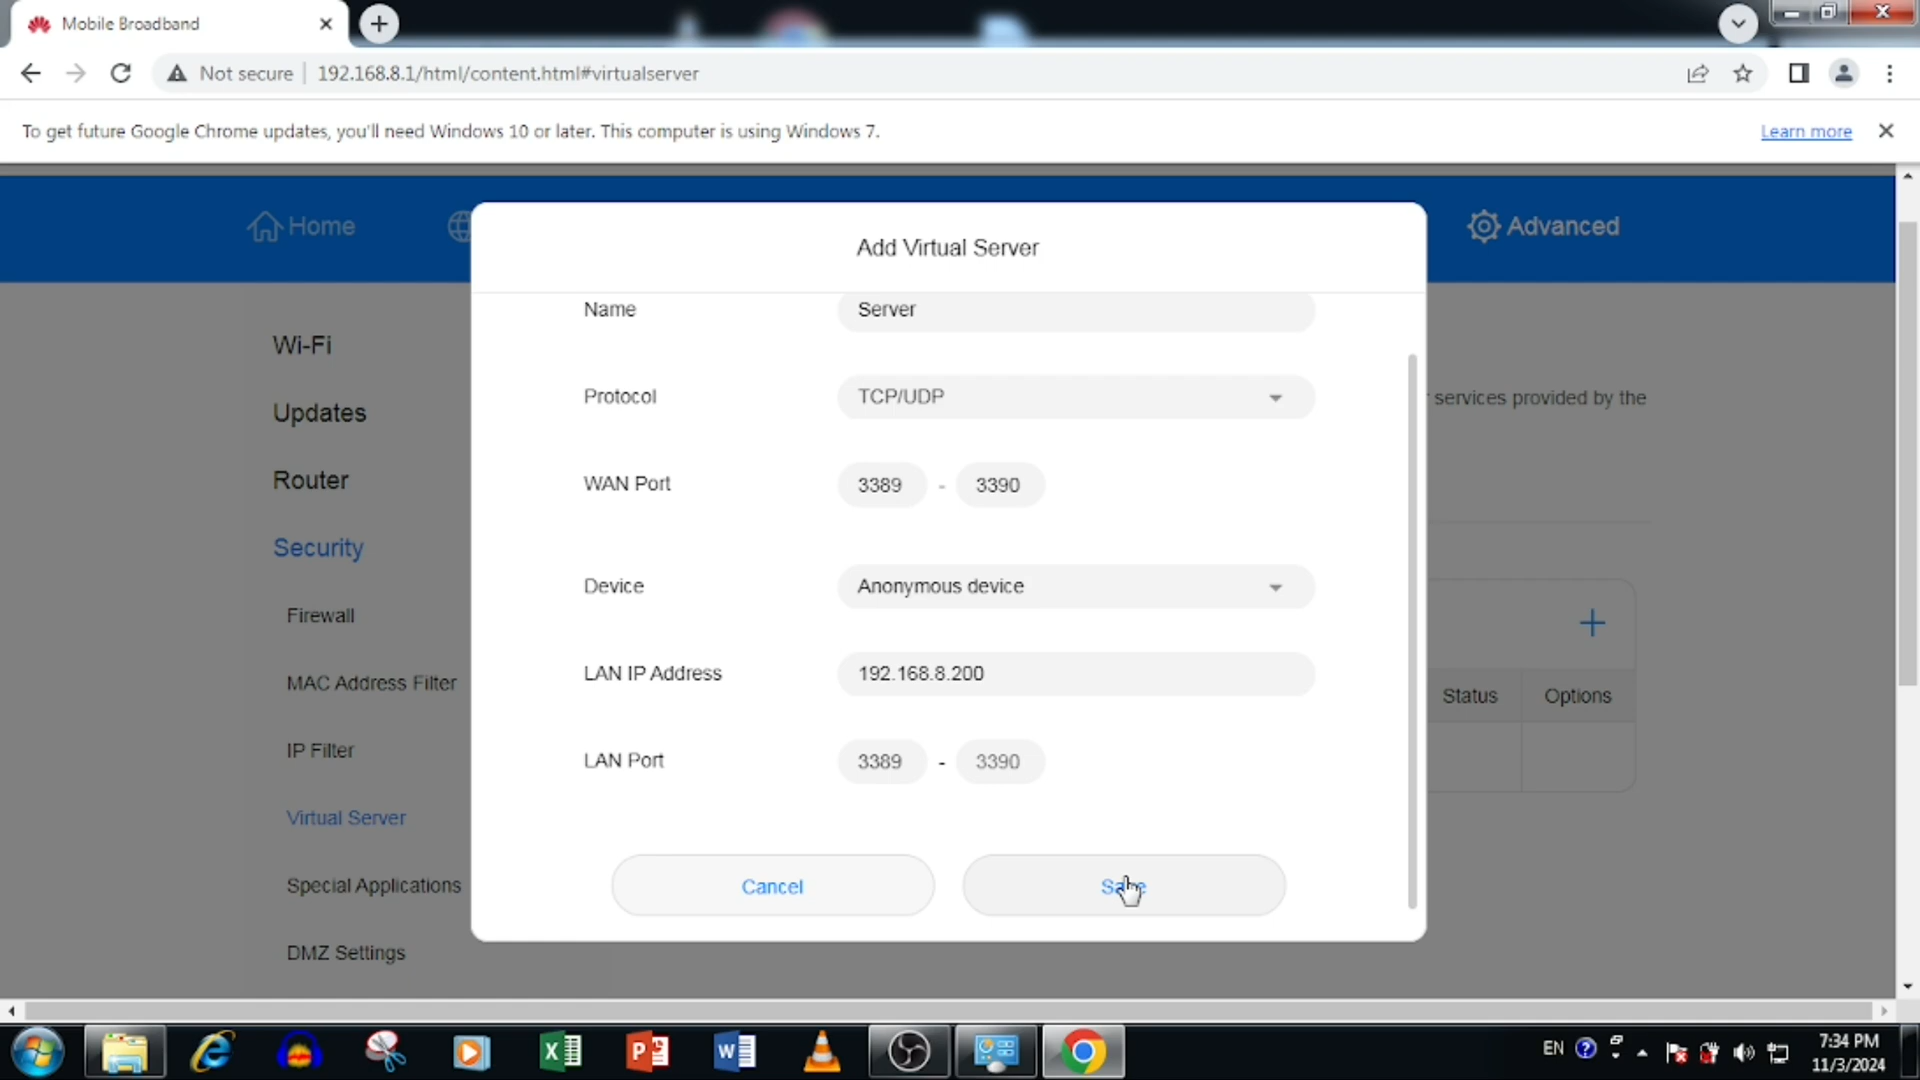 Mobile Broadband
Not secure
192.168.8.1/html/content.html#virtualserver
To get future Google Chrome updates, you'll need Windows 10 or later. This computer is using Windows 7.
Learn more
Home
Advanced
Add Virtual Server
Name
Server
Wi-Fi
Protocol
TCP/UDP
services provided by the
Updates
Router
WAN Port
3389 - 3390
Security
Device
Anonymous device
Firewall
LAN IP Address
192.168.8.200
MAC Address Filter
Status
Options
IP Filter
LAN Port
3389 - 3390
Virtual Server
Special Applications
Cancel
Save
DMZ Settings
EN
7:34 PM
11/3/2024